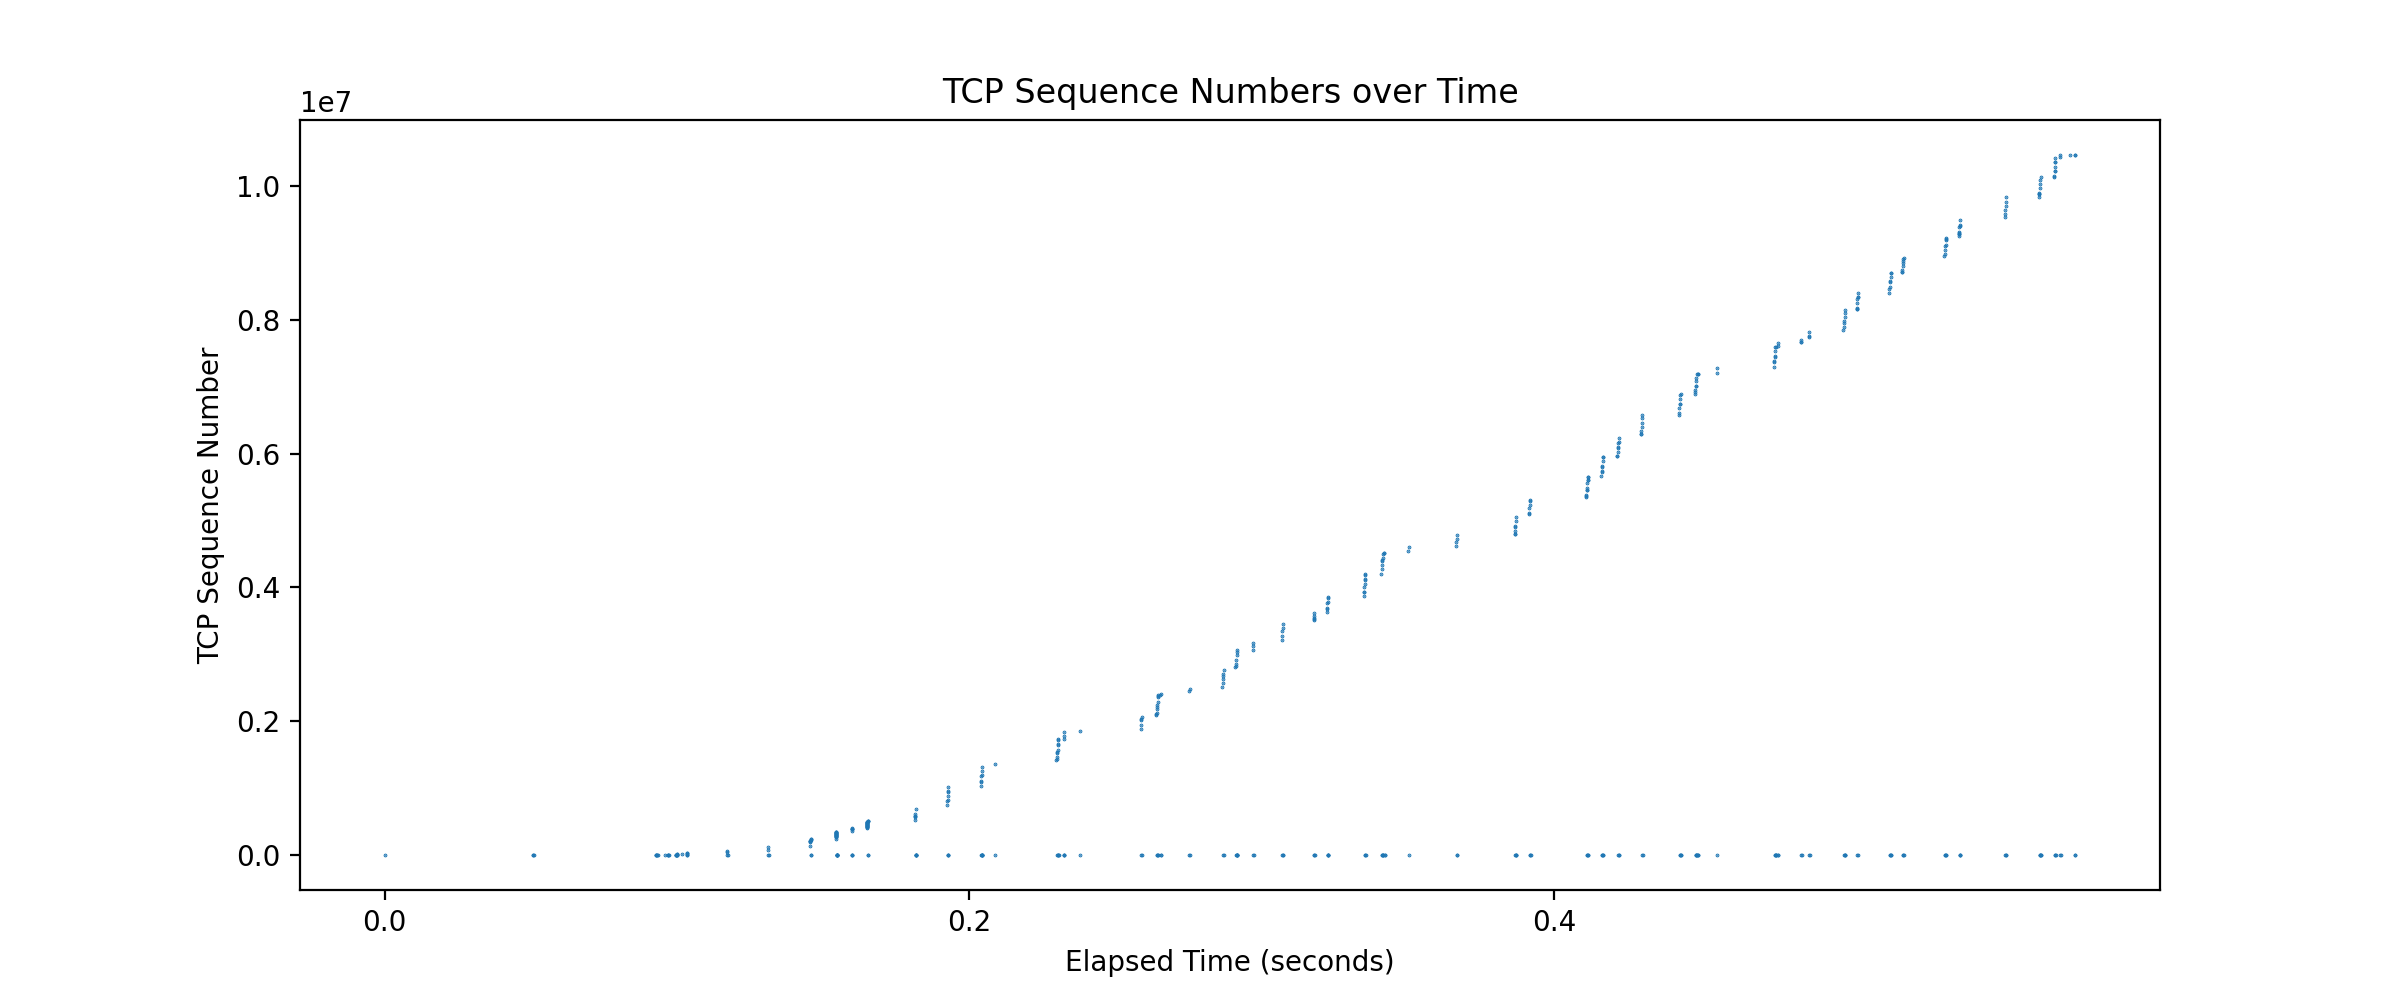 TCP Sequence Numbers over Time
1e7
1.0
0.8
0.6
0.4
0.2
0.0
TCP Sequence Number
0.0 0.2 0.4
Elapsed Time (seconds)